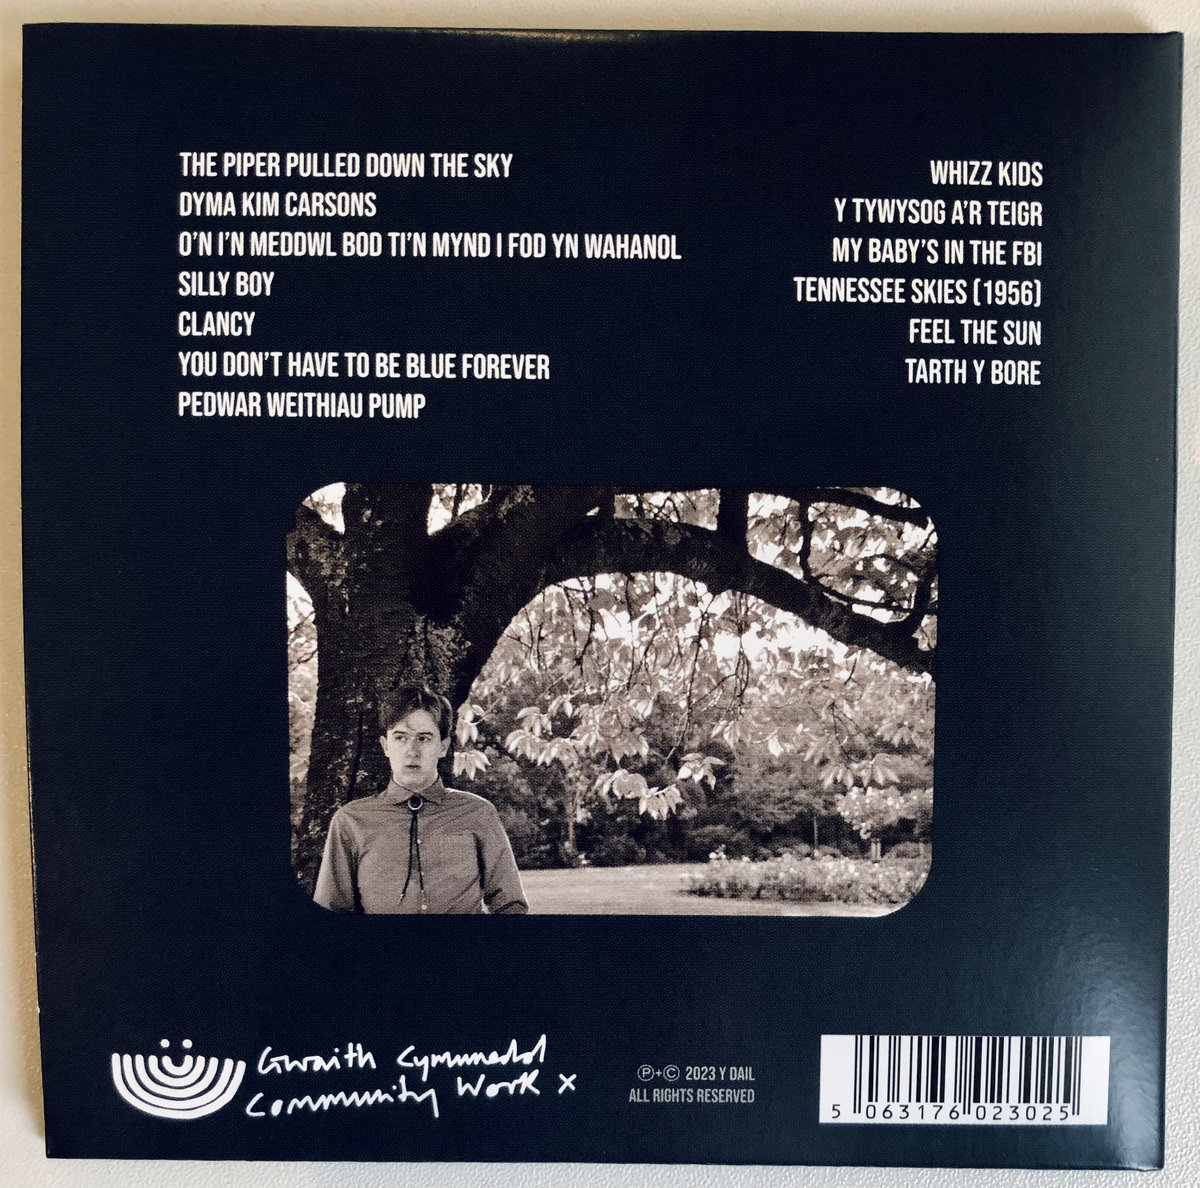 THE PIPER PULLED DOWN THE SKY
DYMA KIM CARSONS
O'N I'N MEDDWL BOD TI'N MYND I FOD YN WAHANOL
SILLY BOY
CLANCY
YOU DON'T HAVE TO BE BLUE FOREVER
PEDWAR WEITHIAU PUMP
WHIZZ KIDS
Y TYWYSOG A'R TEIGR
MY BABY'S IN THE FBI
TENNESSEE SKIES (1956)
FEEL THE SUN
TARTH Y BORE
Gwaith Cymunedol
Community Work x
℗+© 2023 Y DAIL
ALL RIGHTS RESERVED
5 063176 023025